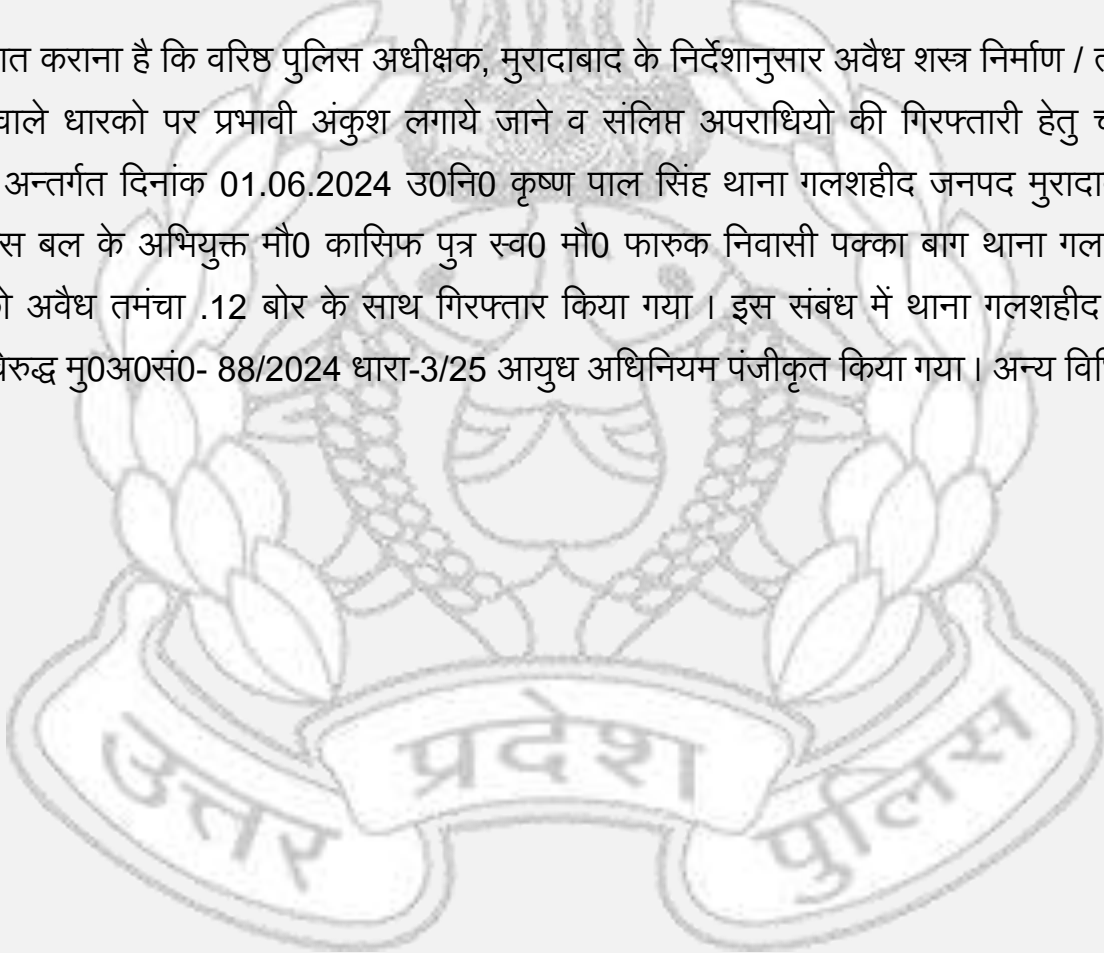 कराना है कि वरिष्ठ पुलिस अधीक्षक, मुरादाबाद के निर्देशानुसार अवैध शस्त्र निर्माण /
वाले धारको पर प्रभावी अंकुश लगाये जाने व संलिप्त अपराधियो की गिरफ्तारी हेतु
अन्तर्गत दिनांक 01.06.2024 उ0नि0 कृष्ण पाल सिंह थाना गलशहीद जनपद
बल के अभियुक्त मौ0 कासिफ पुत्र स्व0 मौ0 फारुक निवासी पक्का बाग थाना
अवैध तमंचा .12 बोर के साथ गिरफ्तार किया गया । इस संबंध में थाना गलशहीद
मु0अ0सं0- 88/2024 धारा-3/25 आयुध अधिनियम पंजीकृत किया गया । अन्य
उत्तर प्रदेश पुलिस